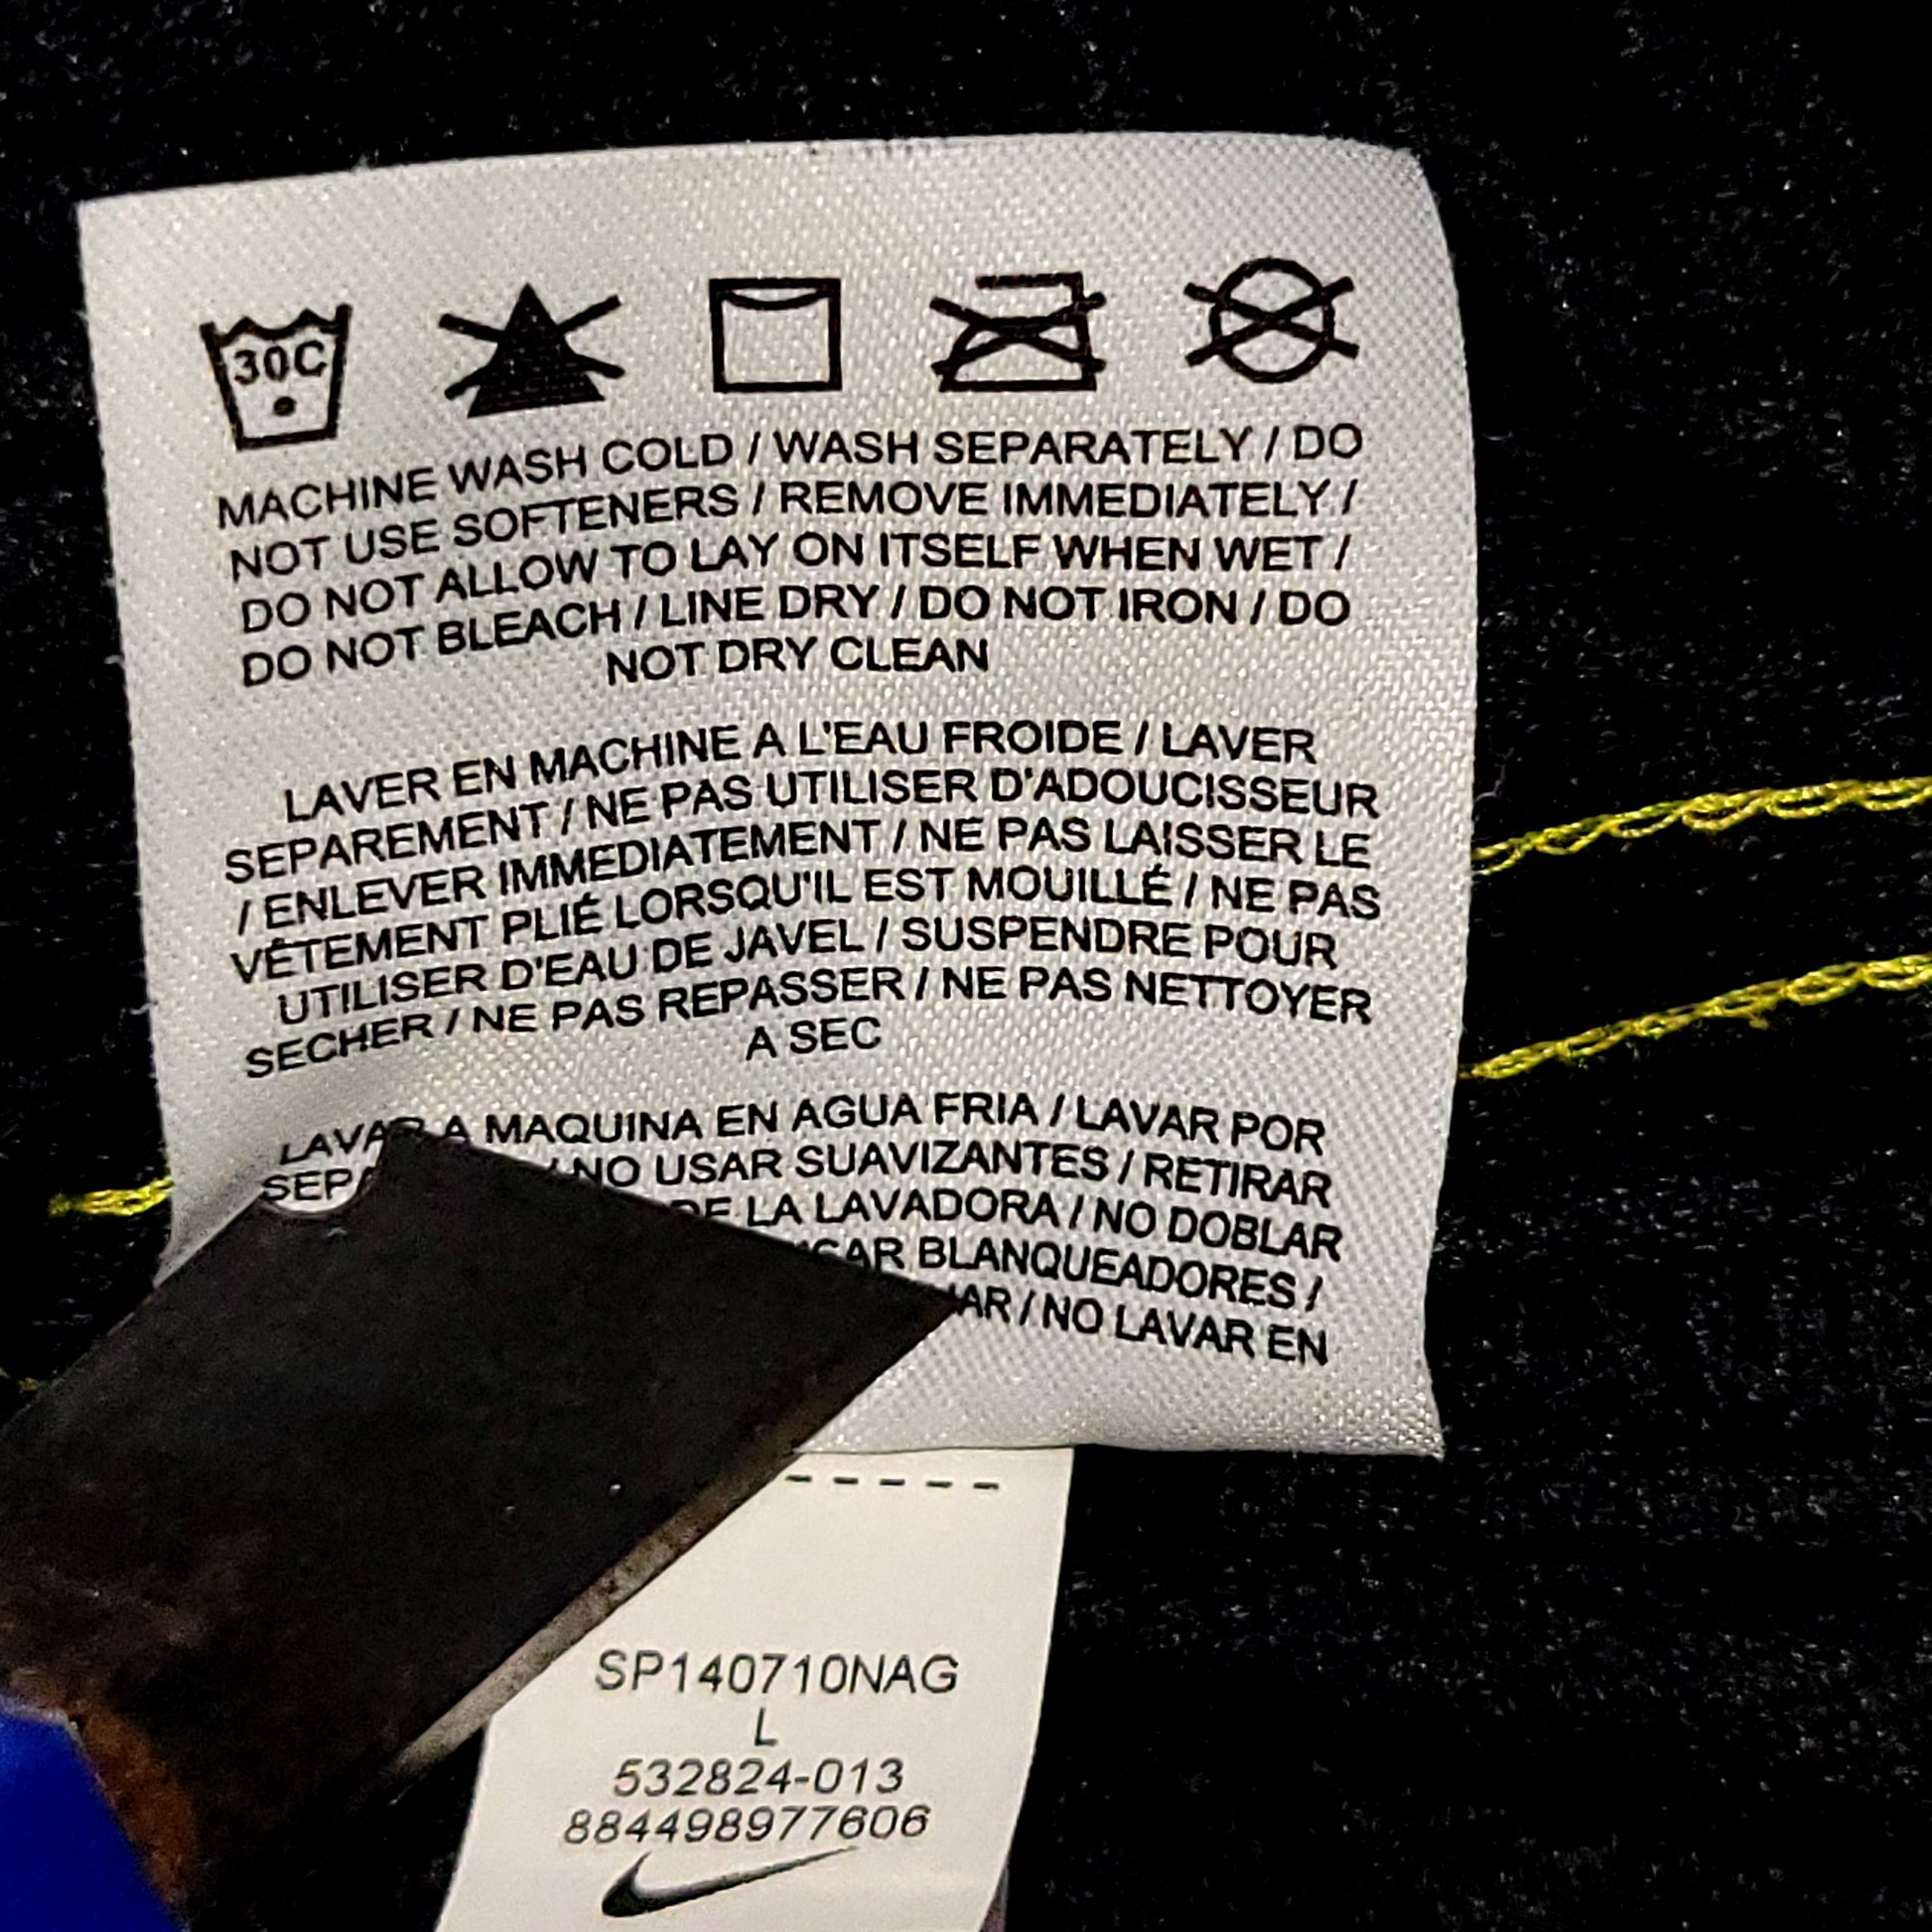 30C
MACHINE WASH COLD / WASH SEPARATELY / DO
NOT USE SOFTENERS / REMOVE IMMEDIATELY /
DO NOT ALLOW TO LAY ON ITSELF WHEN WET /
DO NOT BLEACH / LINE DRY / DO NOT IRON / DO
NOT DRY CLEAN
LAVER EN MACHINE A L'EAU FROIDE / LAVER
SEPAREMENT / NE PAS UTILISER D'ADOUCISSEUR
/ ENLEVER IMMEDIATEMENT / NE PAS LAISSER LE
VÊTEMENT PLIÉ LORSQU'IL EST MOUILLÉ / NE PAS
UTILISER D'EAU DE JAVEL / SUSPENDRE POUR
SECHER / NE PAS REPASSER / NE PAS NETTOYER
A SEC
LAVAR A MAQUINA EN AGUA FRIA / LAVAR POR
/ NO USAR SUAVIZANTES / RETIRAR
DE LA LAVADORA / NO DOBLAR
BLANQUEADORES /
/ NO LAVAR EN
SP140710NAG
L
532824-013
884498977606